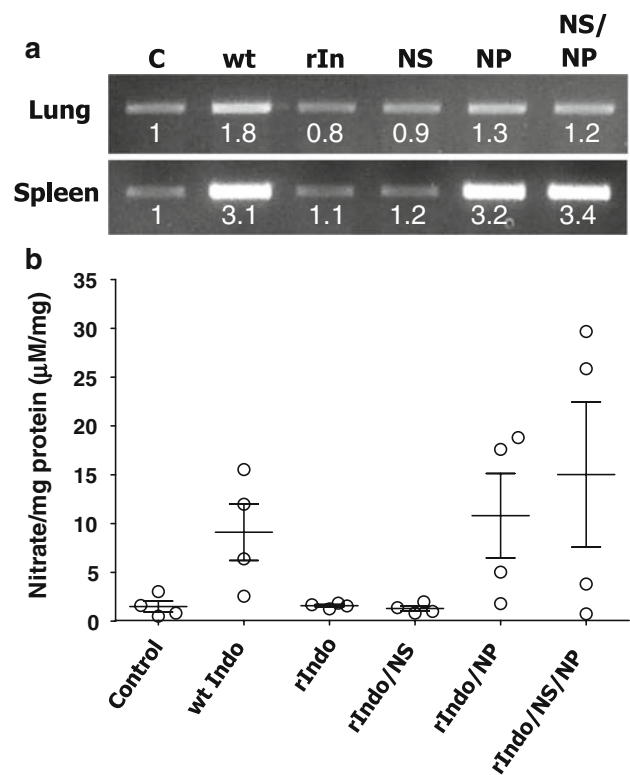 a
C wt rIn NS NP NS/
NP
Lung
1 1.8 0.8 0.9 1.3 1.2
Spleen
1 3.1 1.1 1.2 3.2 3.4
b
Nitrate/mg protein (µM/mg)
35
30
25
20
15
10
5
0
Control wt Indo rIndo rIndo/NS rIndo/NP rIndo/NS/NP